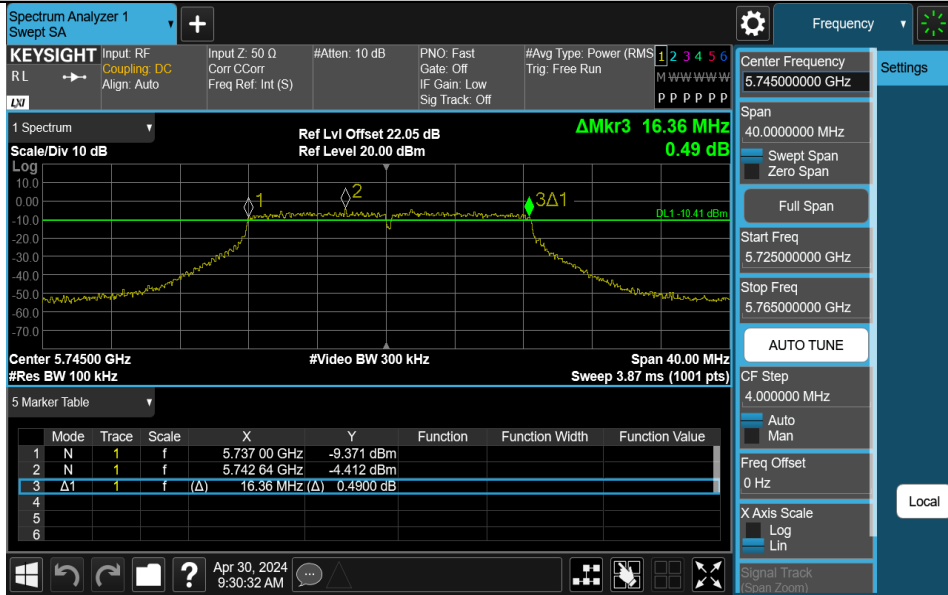 Spectrum Analyzer 1
Swept SA
+
Frequency
KEYSIGHT
R L
LXI
Input: RF
Coupling: DC
Align: Auto
Input Z: 50 Ω
Corr CCorr
Freq Ref: Int (S)
#Atten: 10 dB
PNO: Fast
Gate: Off
IF Gain: Low
Sig Track: Off
#Avg Type: Power (RMS
Trig: Free Run
1 2 3 4 5 6
M W W W W W
P P P P P P
1 Spectrum
Scale/Div 10 dB
Ref Lvl Offset 22.05 dB
Ref Level 20.00 dBm
ΔMkr3 16.36 MHz
0.49 dB
Log
10.0
0.00
-10.0
-20.0
-30.0
-40.0
-50.0
-60.0
-70.0
1
2
3Δ1
DL1 -10.41 dBm
Center 5.74500 GHz
#Res BW 100 kHz
#Video BW 300 kHz
Span 40.00 MHz
Sweep 3.87 ms (1001 pts)
5 Marker Table
Mode Trace Scale X Y Function Function Width Function Value
1 N 1 f 5.737 00 GHz -9.371 dBm
2 N 1 f 5.742 64 GHz -4.412 dBm
3 Δ1 1 f (Δ) 16.36 MHz (Δ) 0.4900 dB
4
5
6
Apr 30, 2024
9:30:32 AM
?
Center Frequency
5.745000000 GHz
Span
40.0000000 MHz
Swept Span
Zero Span
Full Span
Start Freq
5.725000000 GHz
Stop Freq
5.765000000 GHz
AUTO TUNE
CF Step
4.000000 MHz
Auto
Man
Freq Offset
0 Hz
X Axis Scale
Log
Lin
Signal Track
(Span Zoom)
Settings
Local